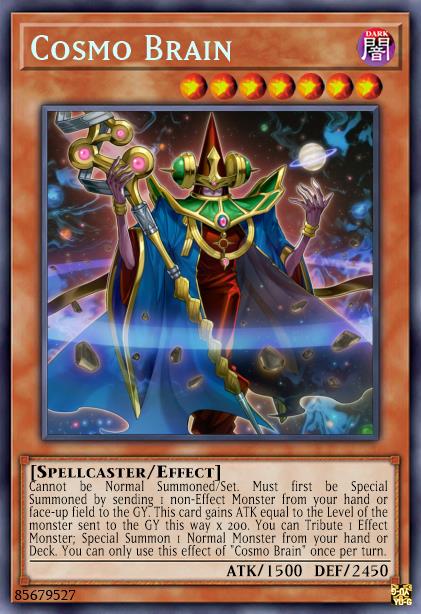 COSMO BRAIN
DARK
闇
[SPELLCASTER/EFFECT]
Cannot be Normal Summoned/Set. Must first be Special
Summoned by sending 1 non-Effect Monster from your hand or
face-up field to the GY. This card gains ATK equal to the Level of the
monster sent to the GY this way x 200. You can Tribute 1 Effect
Monster; Special Summon 1 Normal Monster from your hand or
Deck. You can only use this effect of "Cosmo Brain" once per turn.
ATK/1500 DEF/2450
85679527